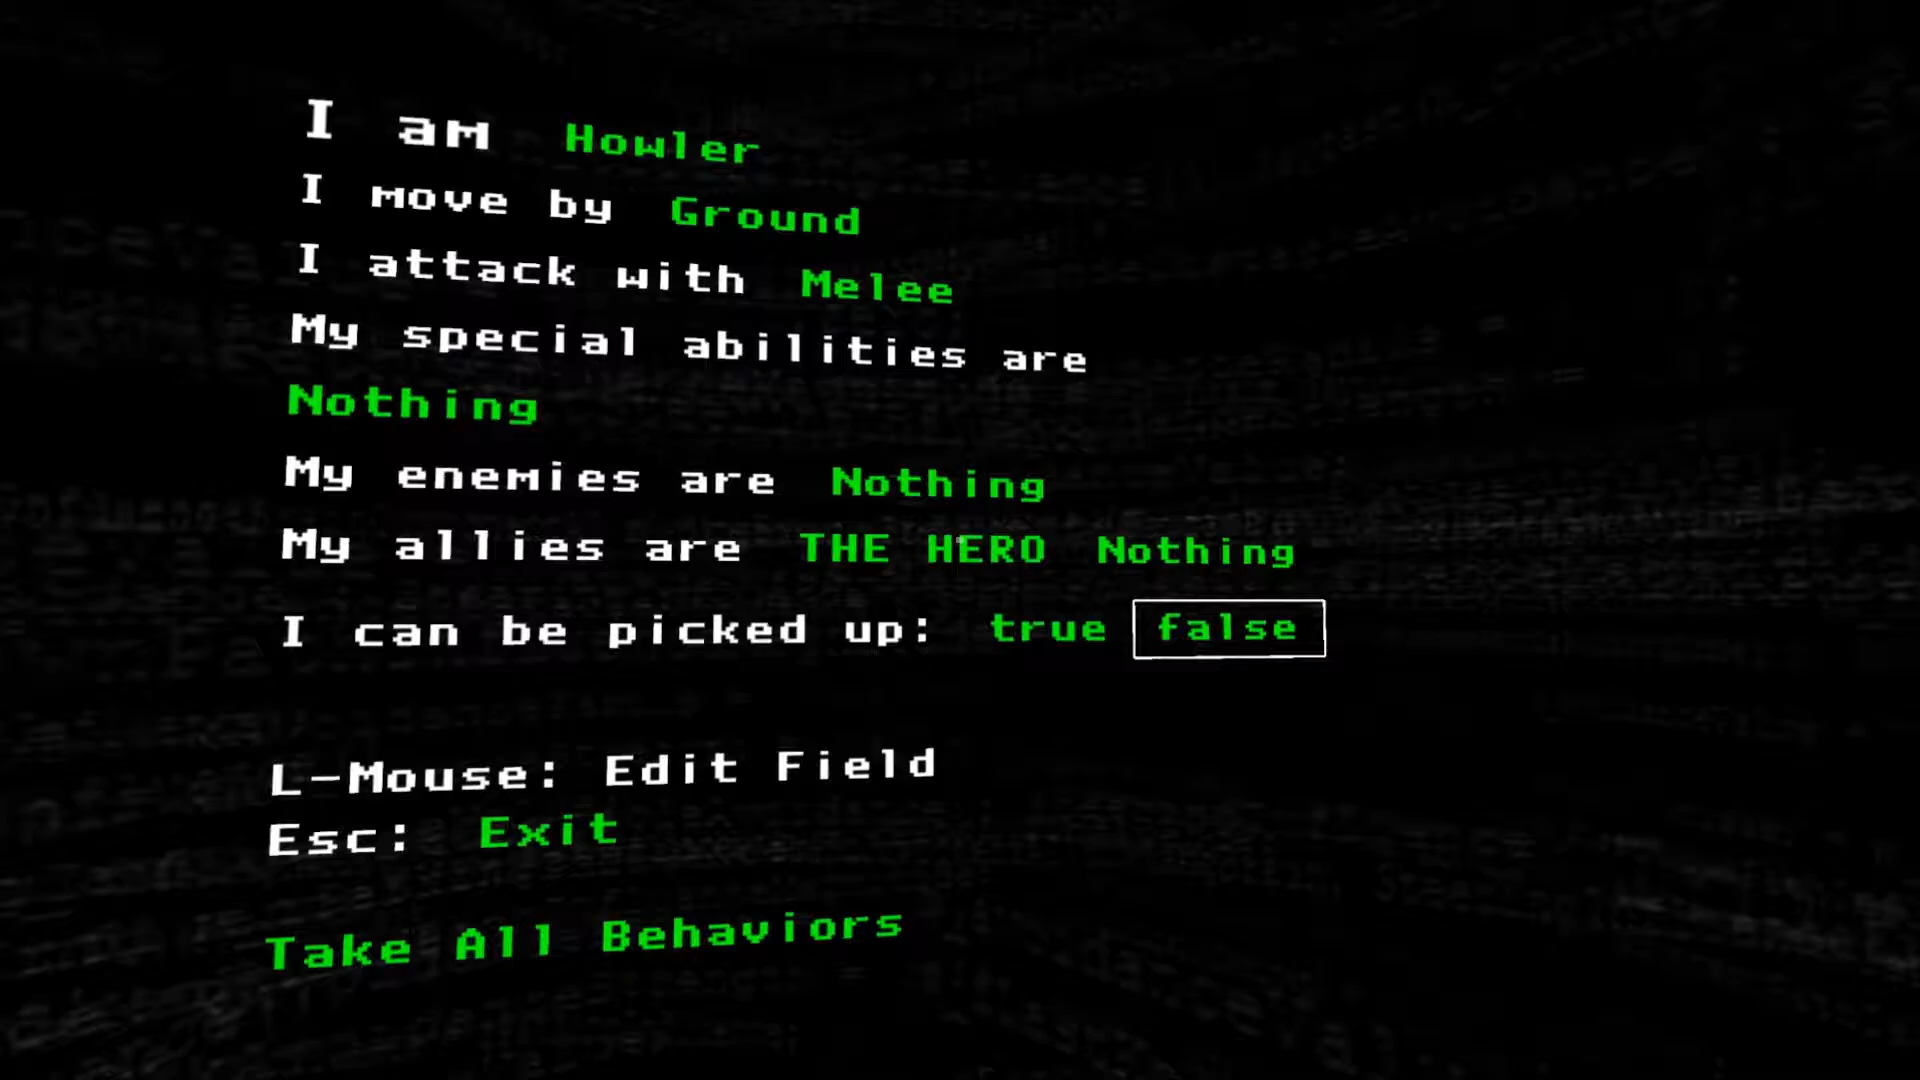 I am Howler
I move by Ground
I attack with Melee
My special abilities are
Nothing
My enemies are Nothing
My allies are THE HERO Nothing
I can be picked up: true false
L-Mouse: Edit Field
Esc: Exit
Take All Behaviors